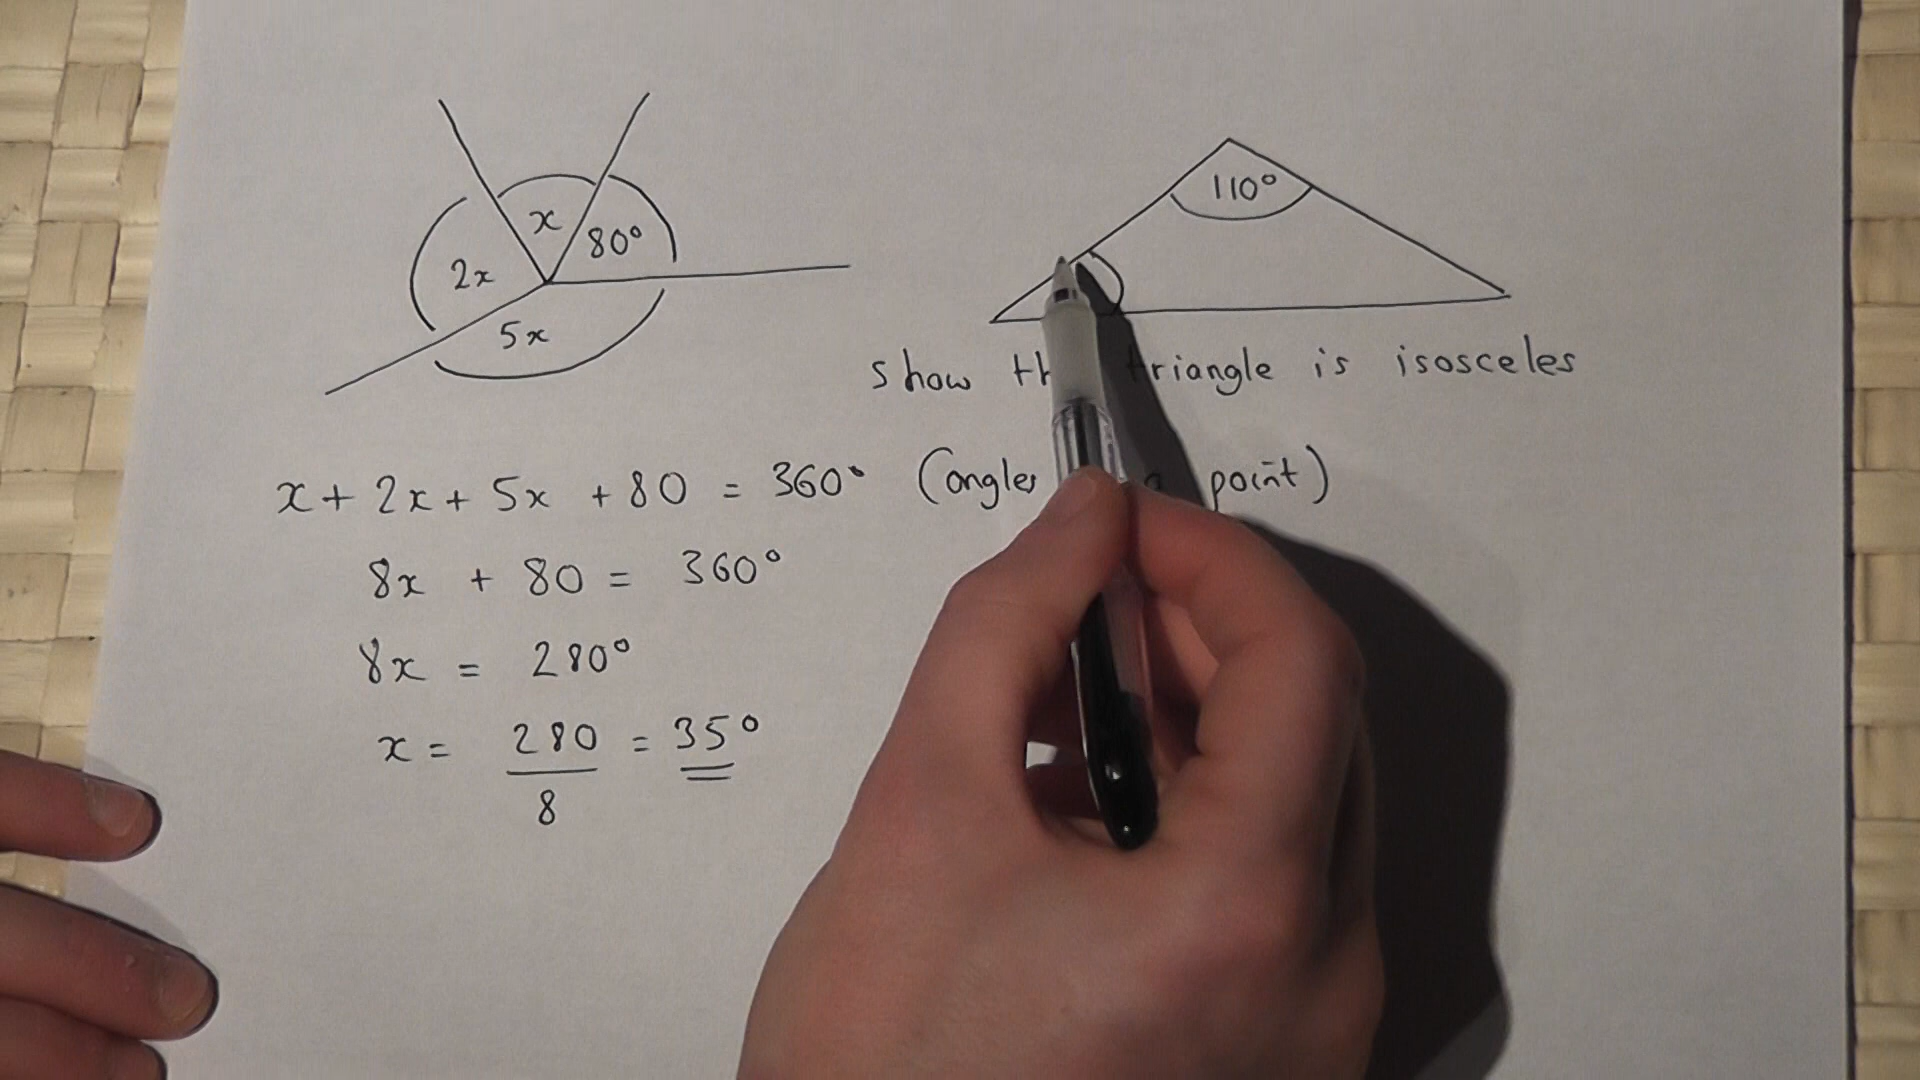 x
80°
2x
5x
110°
show triangle is isosceles
x + 2x + 5x + 80 = 360° (angles point)
8x + 80 = 360°
8x = 280°
x = 280/8 = 35°